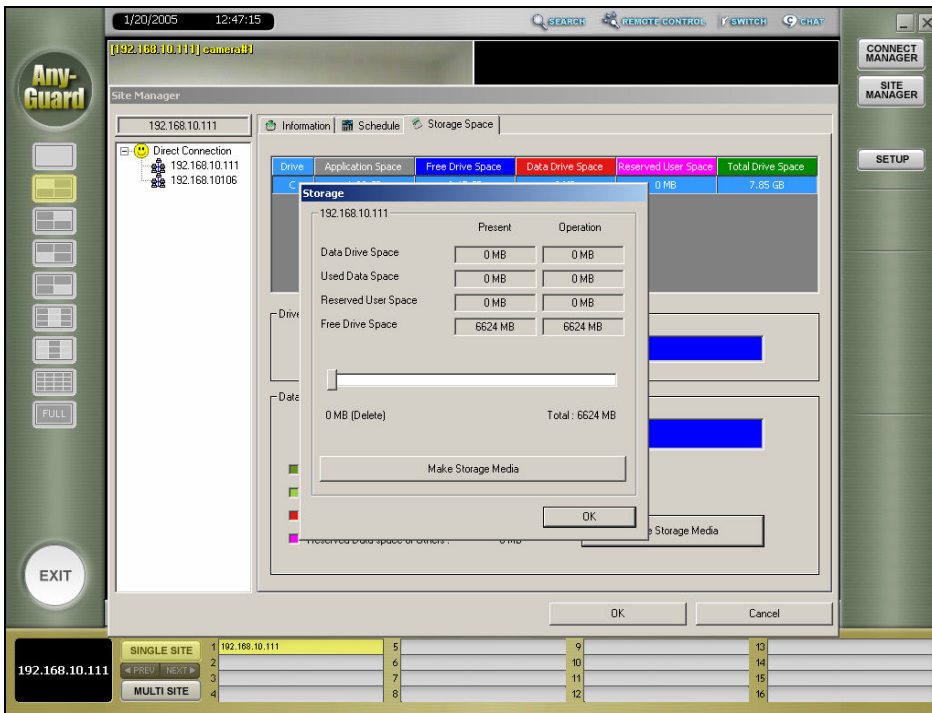 1/20/2005 12:47:15 SEARCH REMOTE CONTROL SWITCH CHAT
[192.168.10.111] camera#1
CONNECT MANAGER
Any-Guard
Site Manager
SITE MANAGER
192.168.10.111 Information Schedule Storage Space
Direct Connection
192.168.10.111
192.168.10106
SETUP
Drive Application Space Free Drive Space Data Drive Space Reserved User Space Total Drive Space
C 0 MB 7.85 GB
Storage
192.168.10.111
Present Operation
Data Drive Space 0 MB 0 MB
Used Data Space 0 MB 0 MB
Reserved User Space 0 MB 0 MB
Free Drive Space 6624 MB 6624 MB
Drive
0 MB (Delete) Total : 6624 MB
Data
FULL
Make Storage Media
OK
Storage Media
Reserved Data space of Others :
EXIT
OK Cancel
192.168.10.111
SINGLE SITE
PREV NEXT
MULTI SITE
1 192.168.10.111 5 9 13
2 6 10 14
3 7 11 15
4 8 12 16